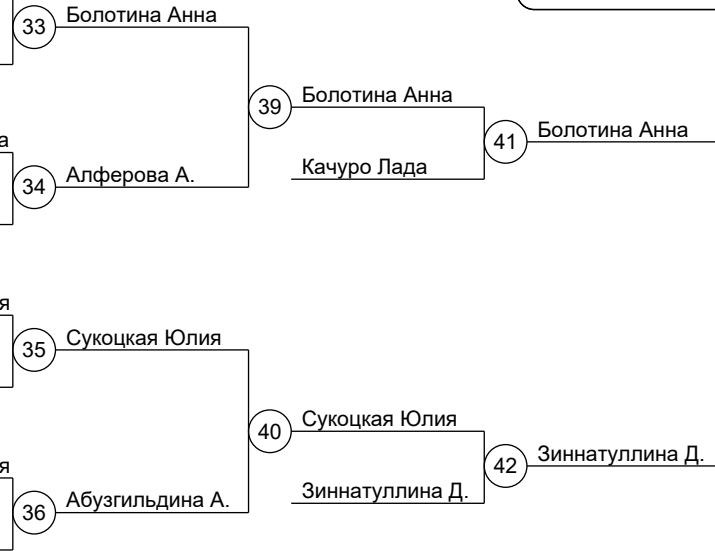 33 Болотина Анна
39 Болотина Анна
41 Болотина Анна
а
34 Алферова А.
Качуро Лада
я
35 Сукоцкая Юлия
40 Сукоцкая Юлия
42 Зиннатуллина Д.
я
36 Абузгильдина А.
Зиннатуллина Д.